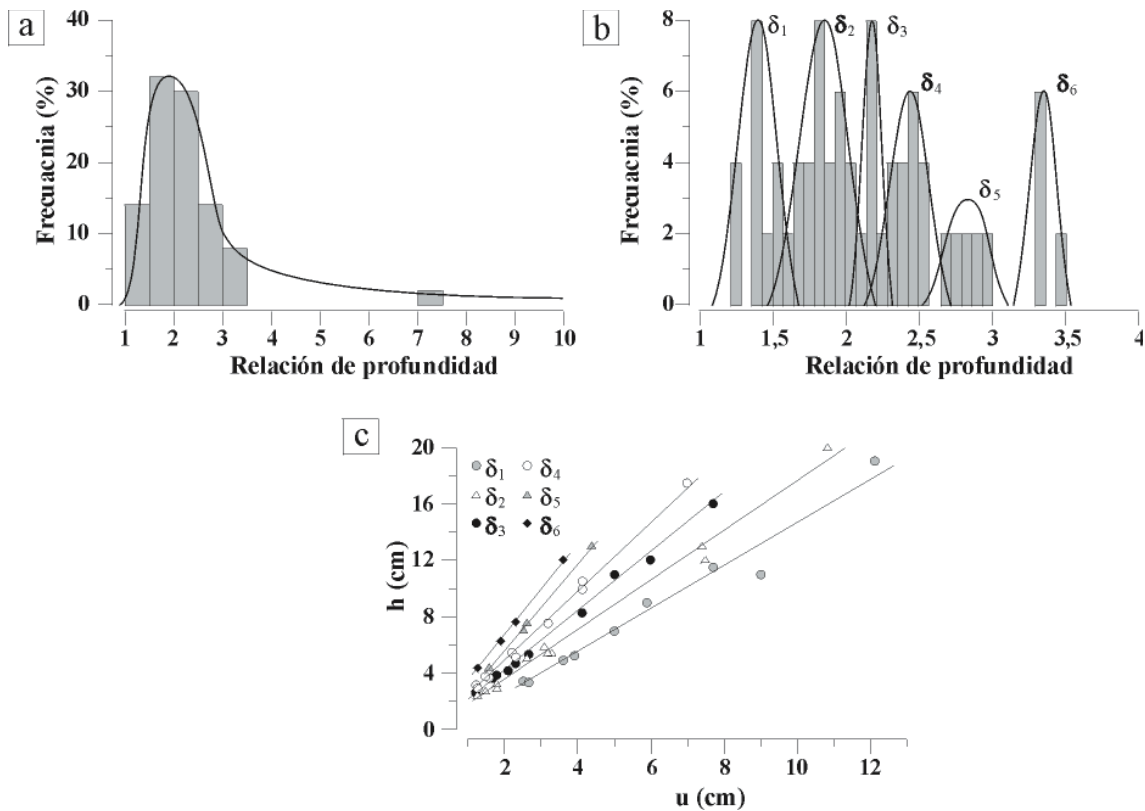 a
Frecuacnia (%)
40
30
20
10
0
1 2 3 4 5 6 7 8 9 10
Relación de profundidad
b
Frecuacnia (%)
8
6
4
2
0
δ1 δ2 δ3
δ4
δ6
δ5
1 1,5 2 2,5 3 3,5 4
Relación de profundidad
c
h (cm)
20
16
12
8
4
0
δ1 δ4
δ2 δ5
δ3 δ6
2 4 6 8 10 12
u (cm)